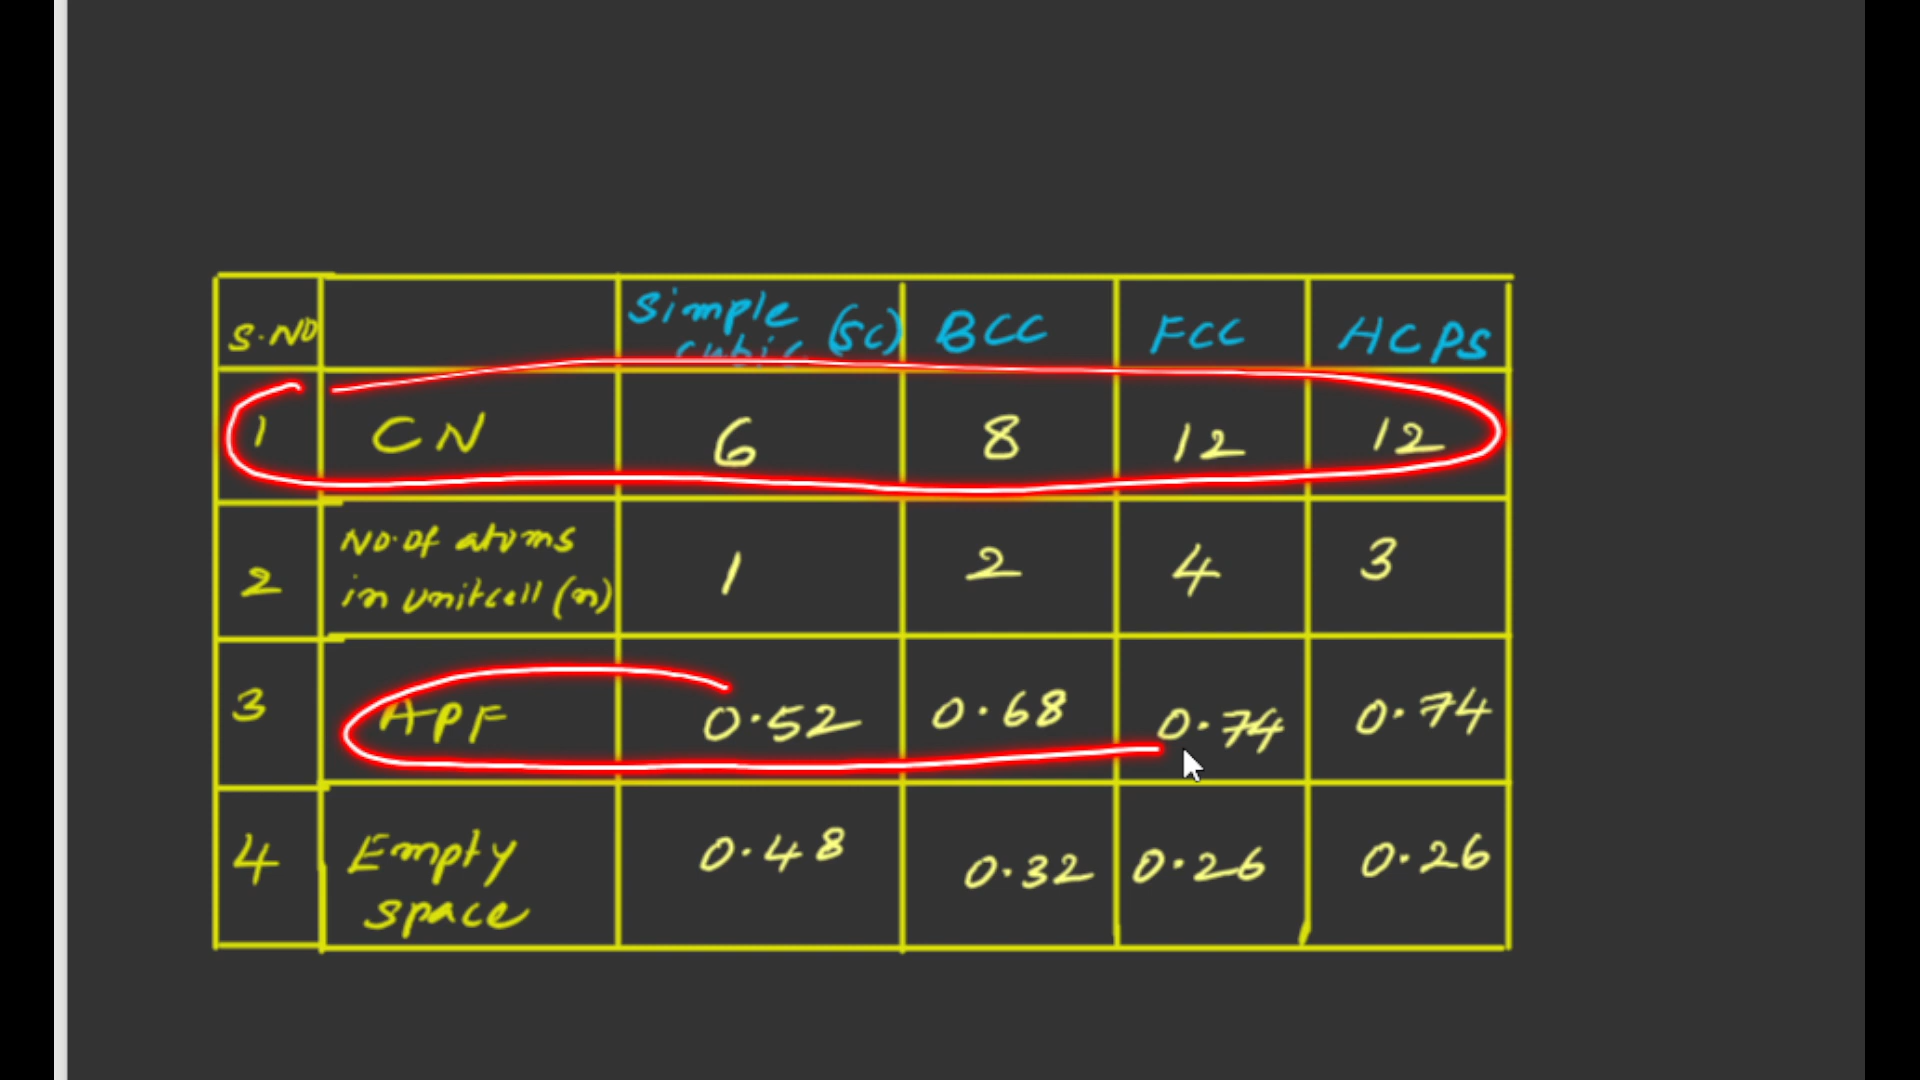 S.NO Simple cubic (SC) BCC FCC HCPS
1 CN 6 8 12 12
2 NO.Of atoms in unitcell (n) 1 2 4 3
3 APF 0.52 0.68 0.74 0.74
4 Empty space 0.48 0.32 0.26 0.26